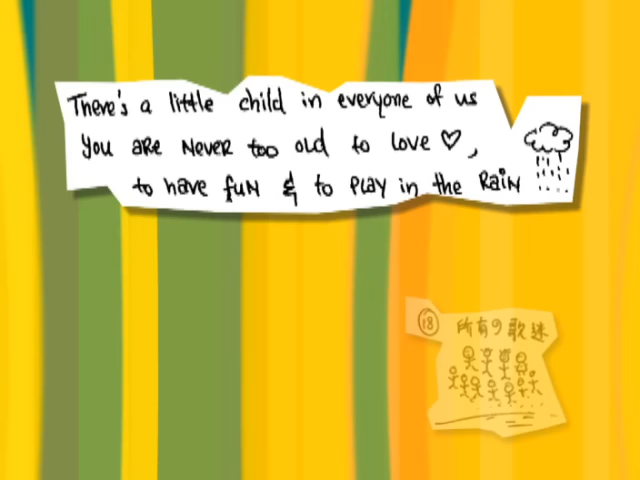 There's a little child in everyone of us
you are never too old to love ♡,
to have fun & to play in the rain
18 所有の歌迷